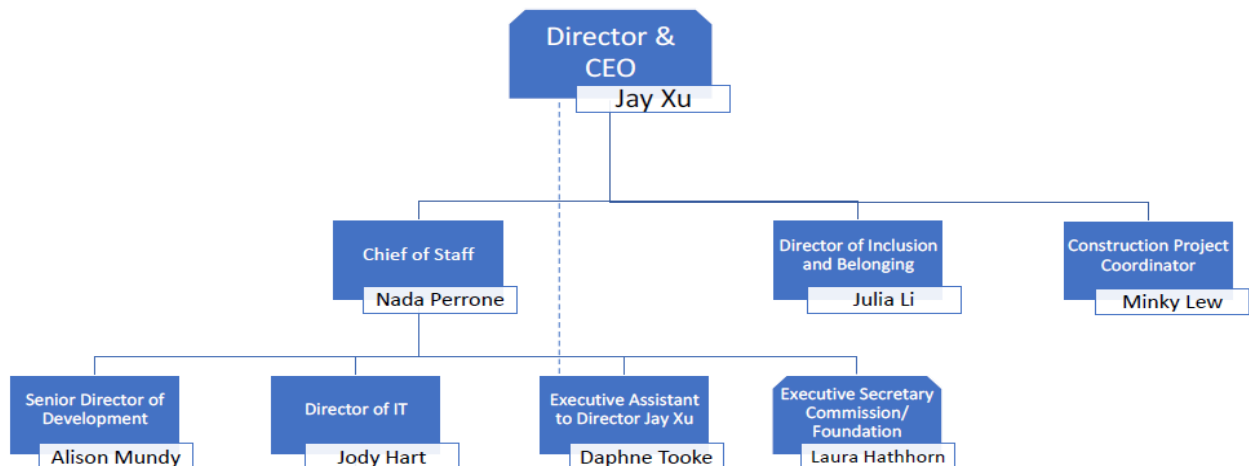 Director &
CEO
Jay Xu
Chief of Staff
Nada Perrone
Director of Inclusion
and Belonging
Julia Li
Construction Project
Coordinator
Minky Lew
Senior Director of
Development
Alison Mundy
Director of IT
Jody Hart
Executive Assistant
to Director Jay Xu
Daphne Tooke
Executive Secretary
Commission/
Foundation
Laura Hathhorn